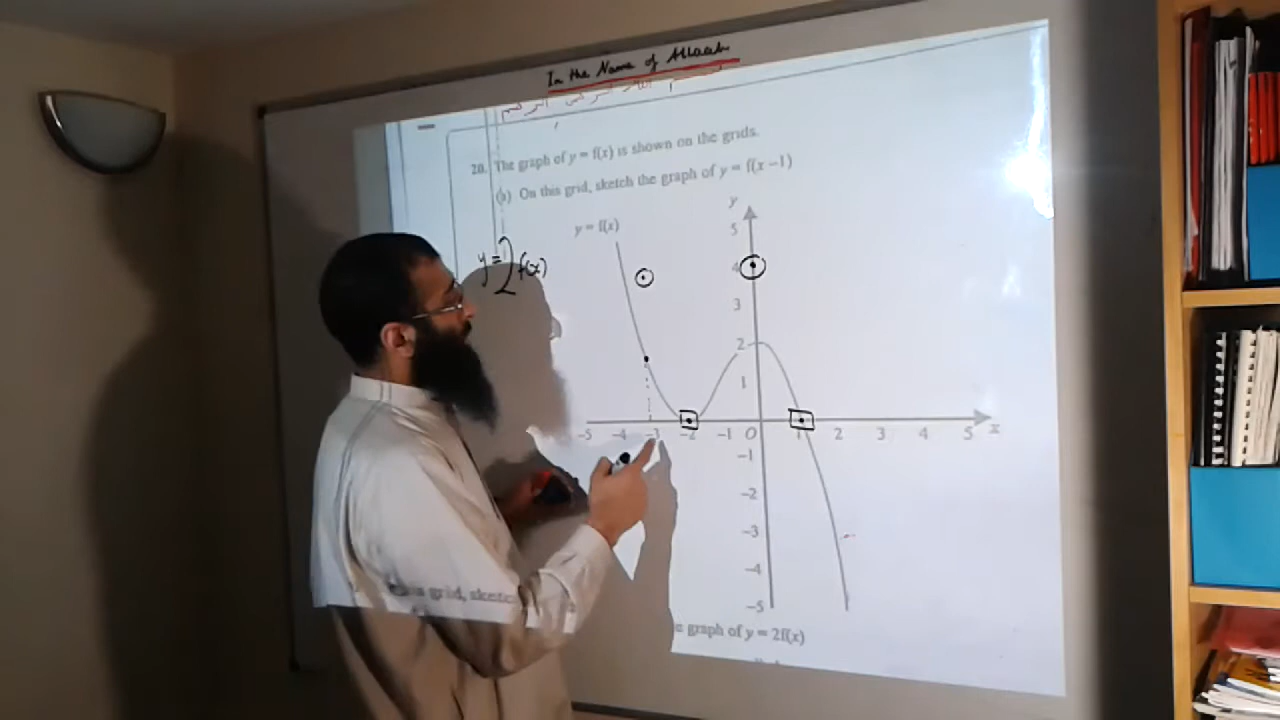 In the Name of Allaah
20. The graph of y = f(x) is shown on the grids.
(a) On this grid, sketch the graph of y = f(x – 1)
y = f(x)
y = 2f(x)
y
5
4
3
2
1
-5 -4 -3 -2 -1 O 1 2 3 4 5 x
-1
-2
-3
-4
-5
grid, sketc
graph of y = 2f(x)